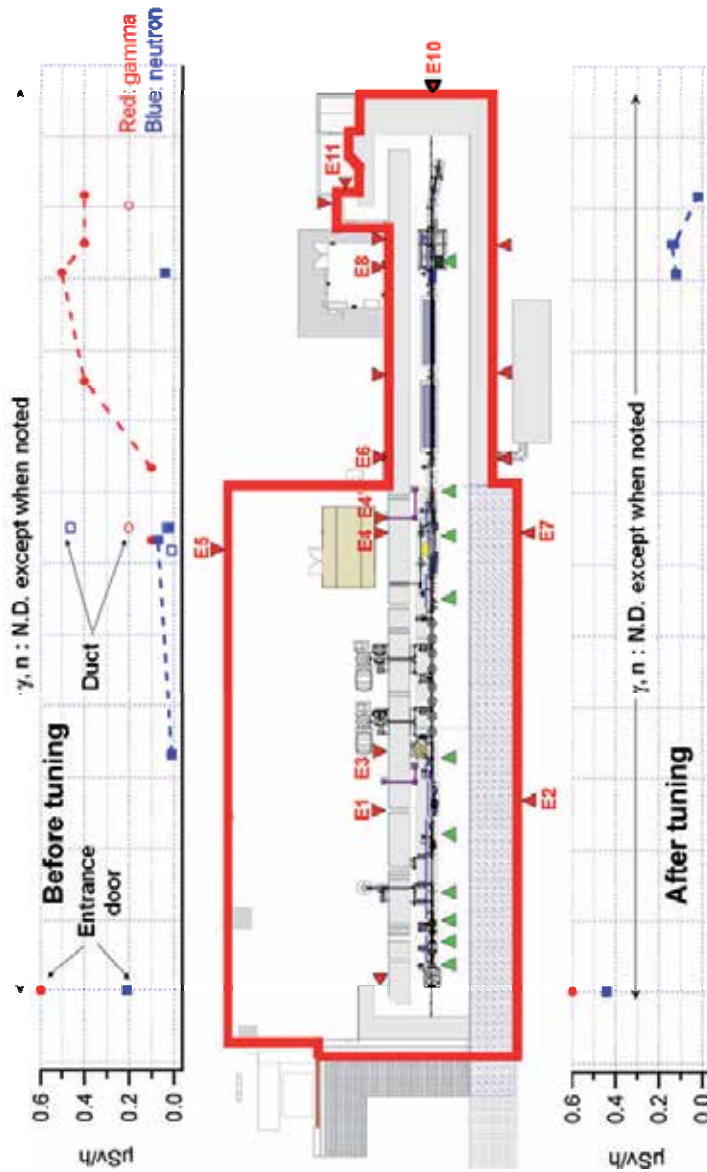 γ, n : N.D. except when noted
Red: gamma
Blue: neutron
Before tuning
Entrance
door
Duct
0.6
0.4
0.2
0.0
μSv/h
E5
E1
E3
E4
E4'
E6
E8
E11
E10
E2
E7
γ, n : N.D. except when noted
After tuning
0.6
0.4
0.2
0.0
μSv/h